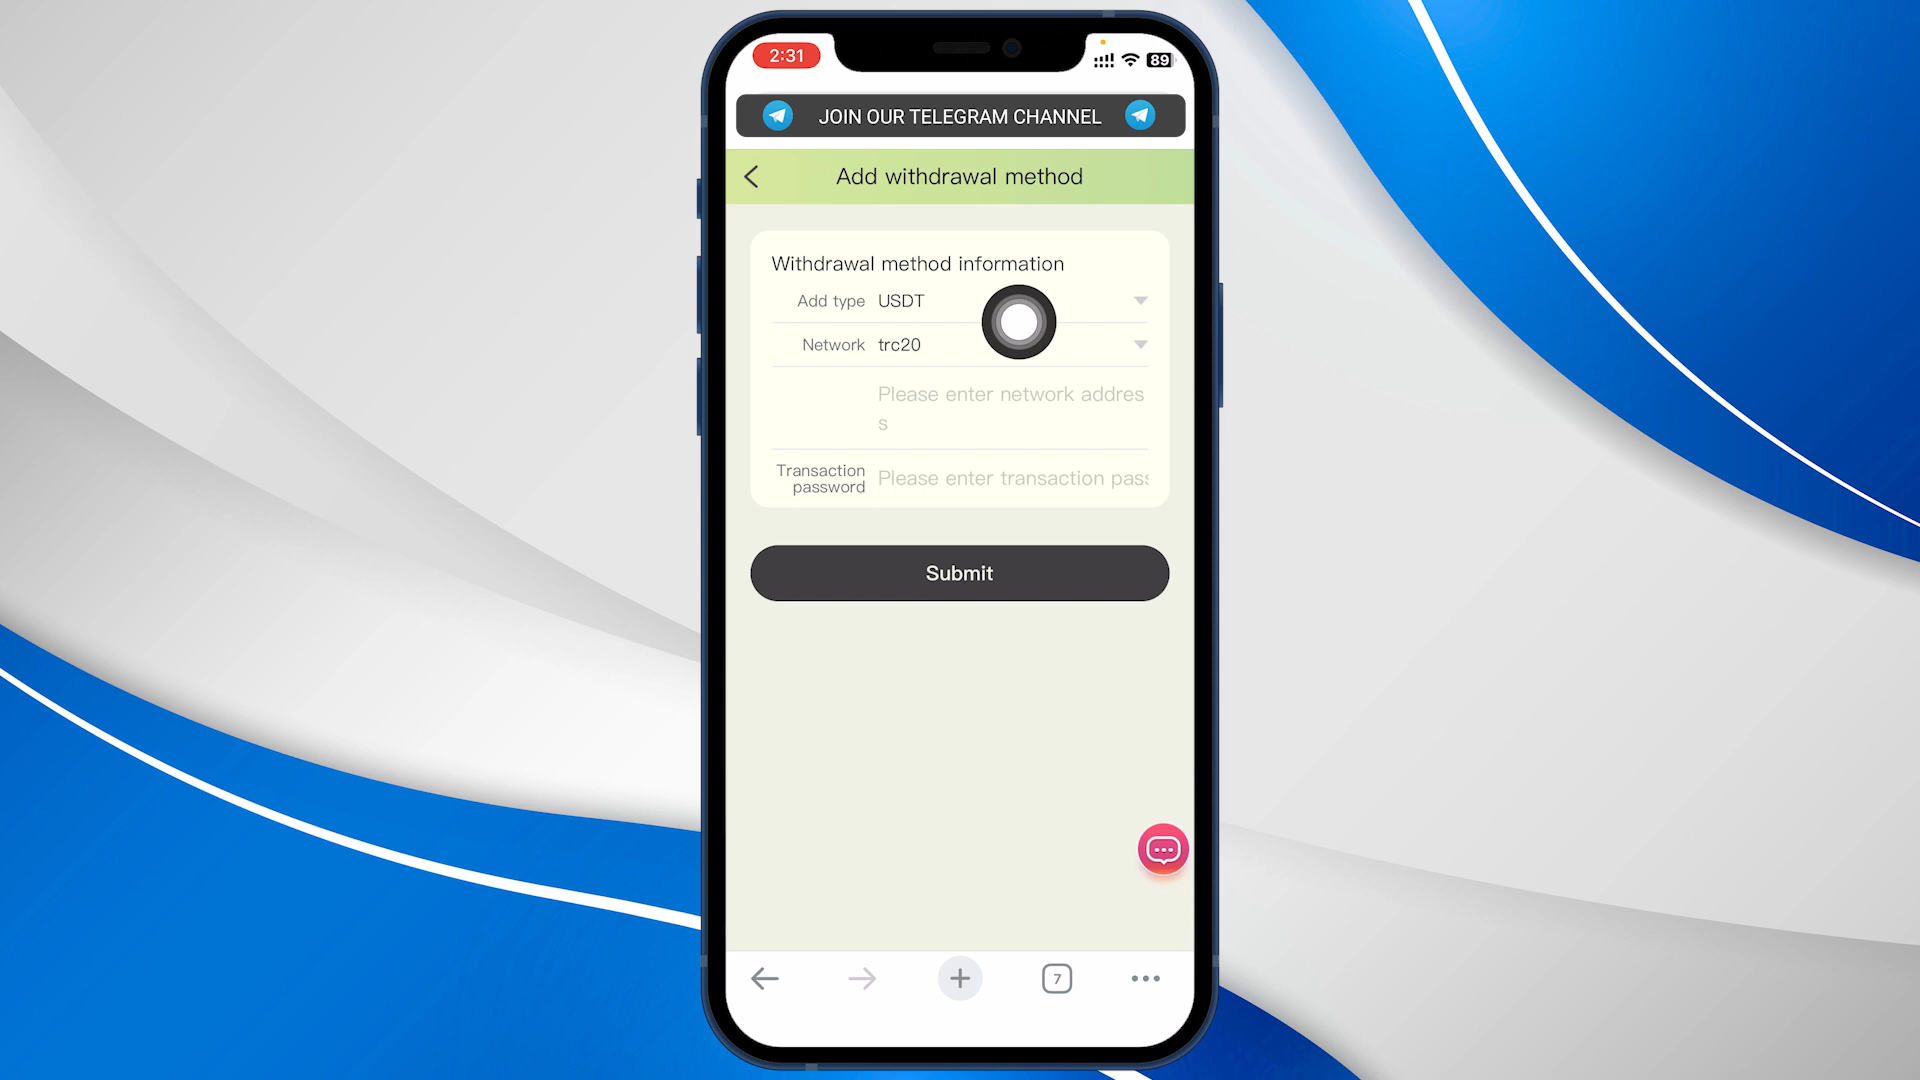 2:31
89
JOIN OUR TELEGRAM CHANNEL
Add withdrawal method
Withdrawal method information
Add type USDT
Network trc20
Please enter network addres
s
Transaction
password
Please enter transaction pass
Submit
7